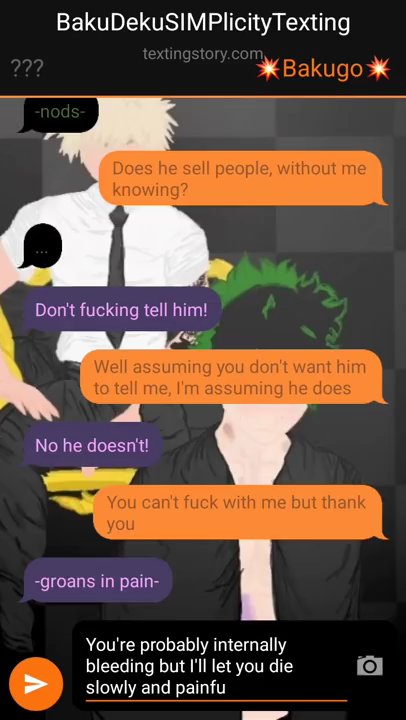 BakuDekuSIMPlicityTexting
textingstory.com
???
💥Bakugo💥
-nods-
Does he sell people, without me
knowing?
...
Don't fucking tell him!
Well assuming you don't want him
to tell me, I'm assuming he does
No he doesn't!
You can't fuck with me but thank
you
-groans in pain-
You're probably internally
bleeding but I'll let you die
slowly and painfu